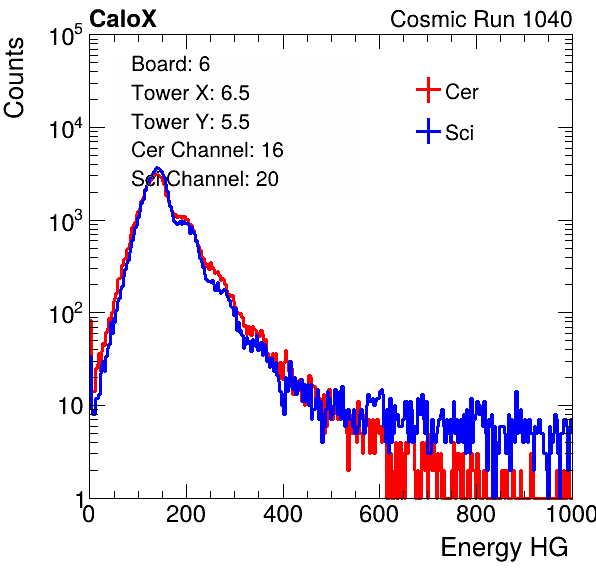 CaloX Cosmic Run 1040
Counts
10^5
10^4
10^3
10^2
10
1
Board: 6
Tower X: 6.5
Tower Y: 5.5
Cer Channel: 16
Sci Channel: 20
Cer
Sci
0 200 400 600 800 1000
Energy HG